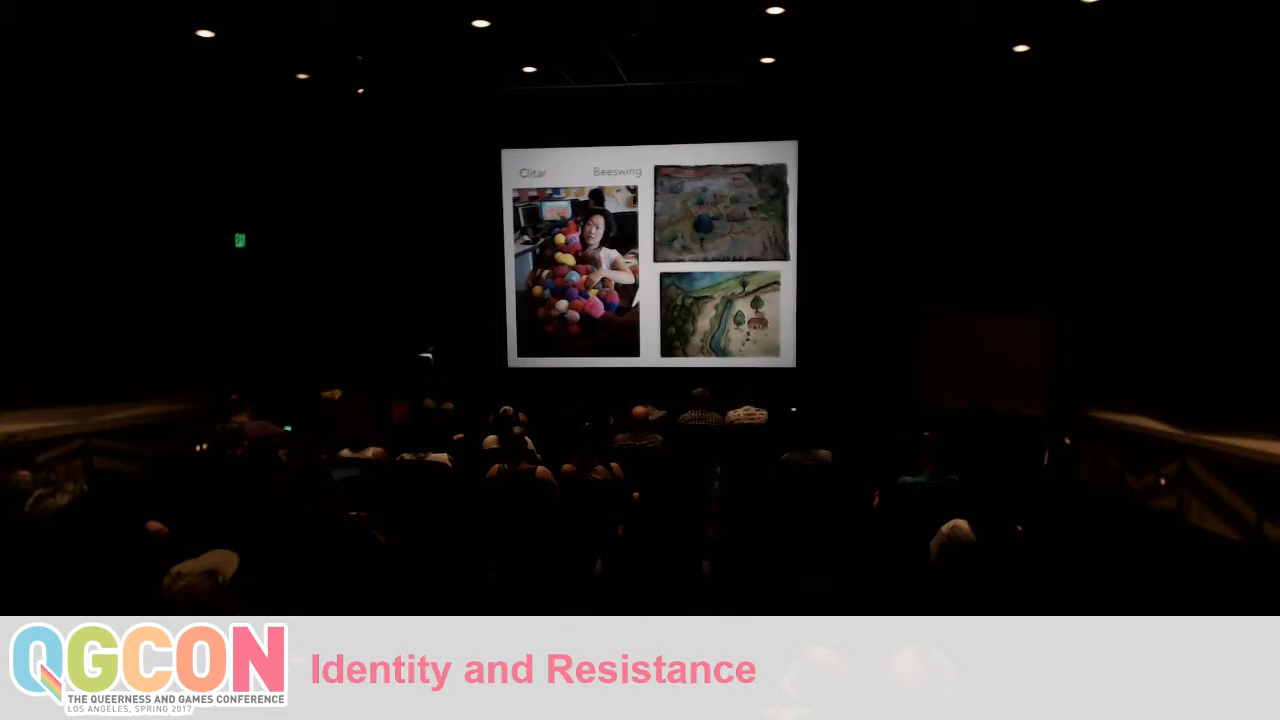 Clitar
Beeswing
QGCON
THE QUEERNESS AND GAMES CONFERENCE
LOS ANGELES, SPRING 2017
Identity and Resistance